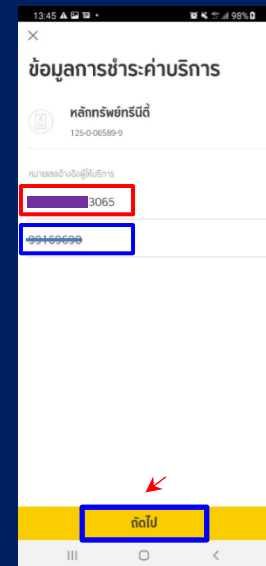 13:45
98%
ข้อมูลการชำระค่าบริการ
หลักทรัพย์ทรีนีตี้
125-0-06589-9
หมายเลขอ้างอิงผู้ให้บริการ
3065
99169690
ถัดไป